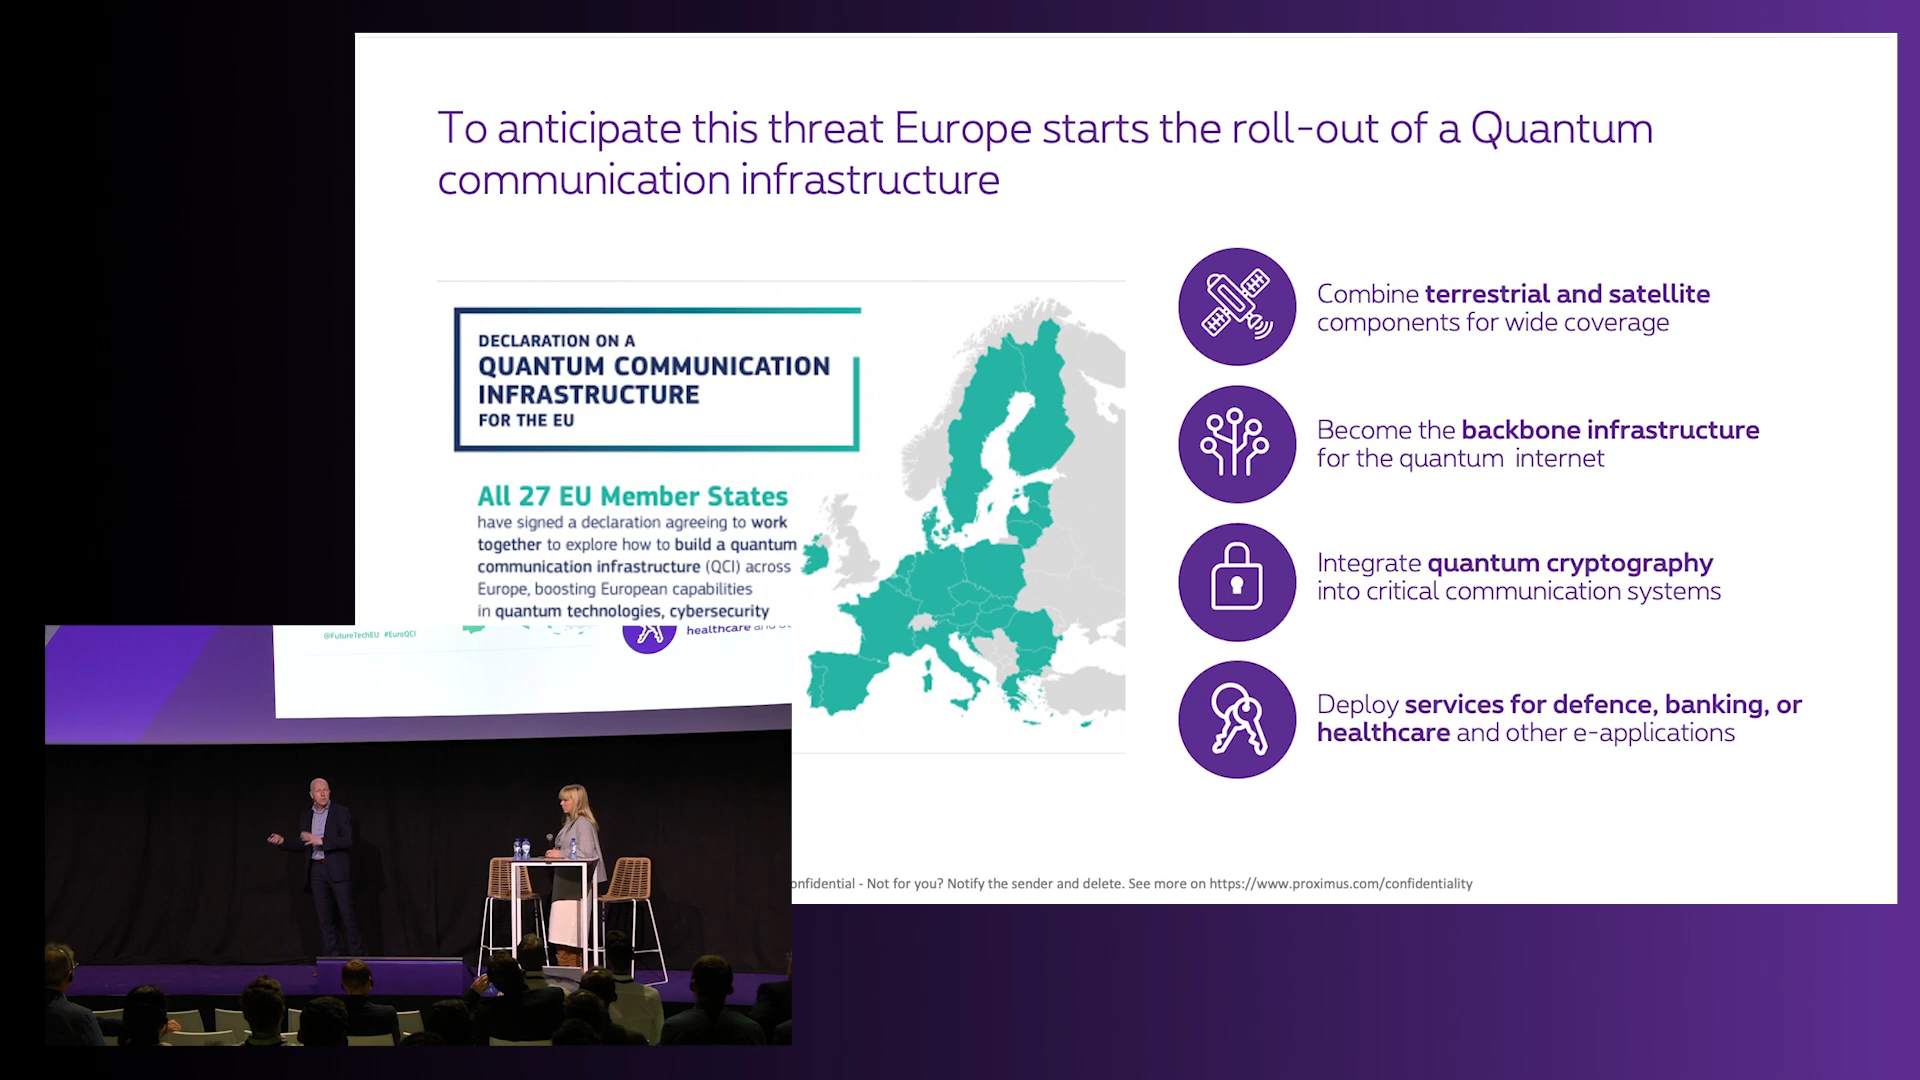 To anticipate this threat Europe starts the roll-out of a Quantum
communication infrastructure
DECLARATION ON A
QUANTUM COMMUNICATION
INFRASTRUCTURE
FOR THE EU
All 27 EU Member States
have signed a declaration agreeing to work
together to explore how to build a quantum
communication infrastructure (QCI) across
Europe, boosting European capabilities
in quantum technologies, cybersecurity
Combine terrestrial and satellite
components for wide coverage
Become the backbone infrastructure
for the quantum internet
Integrate quantum cryptography
into critical communication systems
Deploy services for defence, banking, or
healthcare and other e-applications
@FutureTechEU #EuroQCI
healthcare and
- Not for you? Notify the sender and delete. See more on https://www.proximus.com/confidentiality